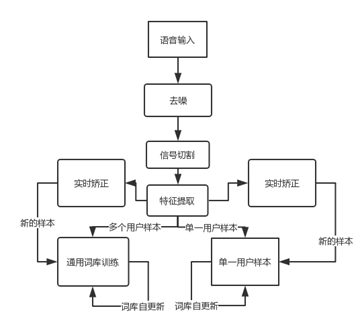 语音输入
去噪
信号切割
实时矫正
特征提取
实时矫正
新的样本
多个用户样本
单一用户样本
新的样本
通用词库训练
单一用户样本
词库自更新
词库自更新